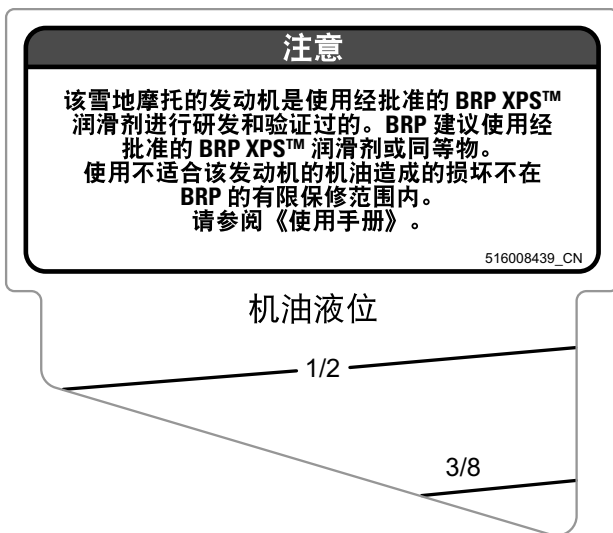 注意
该雪地摩托的发动机是使用经批准的 BRP XPS™
润滑剂进行研发和验证过的。BRP 建议使用经
批准的 BRP XPS™ 润滑剂或同等物。
使用不适合该发动机的机油造成的损坏不在
BRP 的有限保修范围内。
请参阅《使用手册》。
516008439_CN
机油液位
1/2
3/8